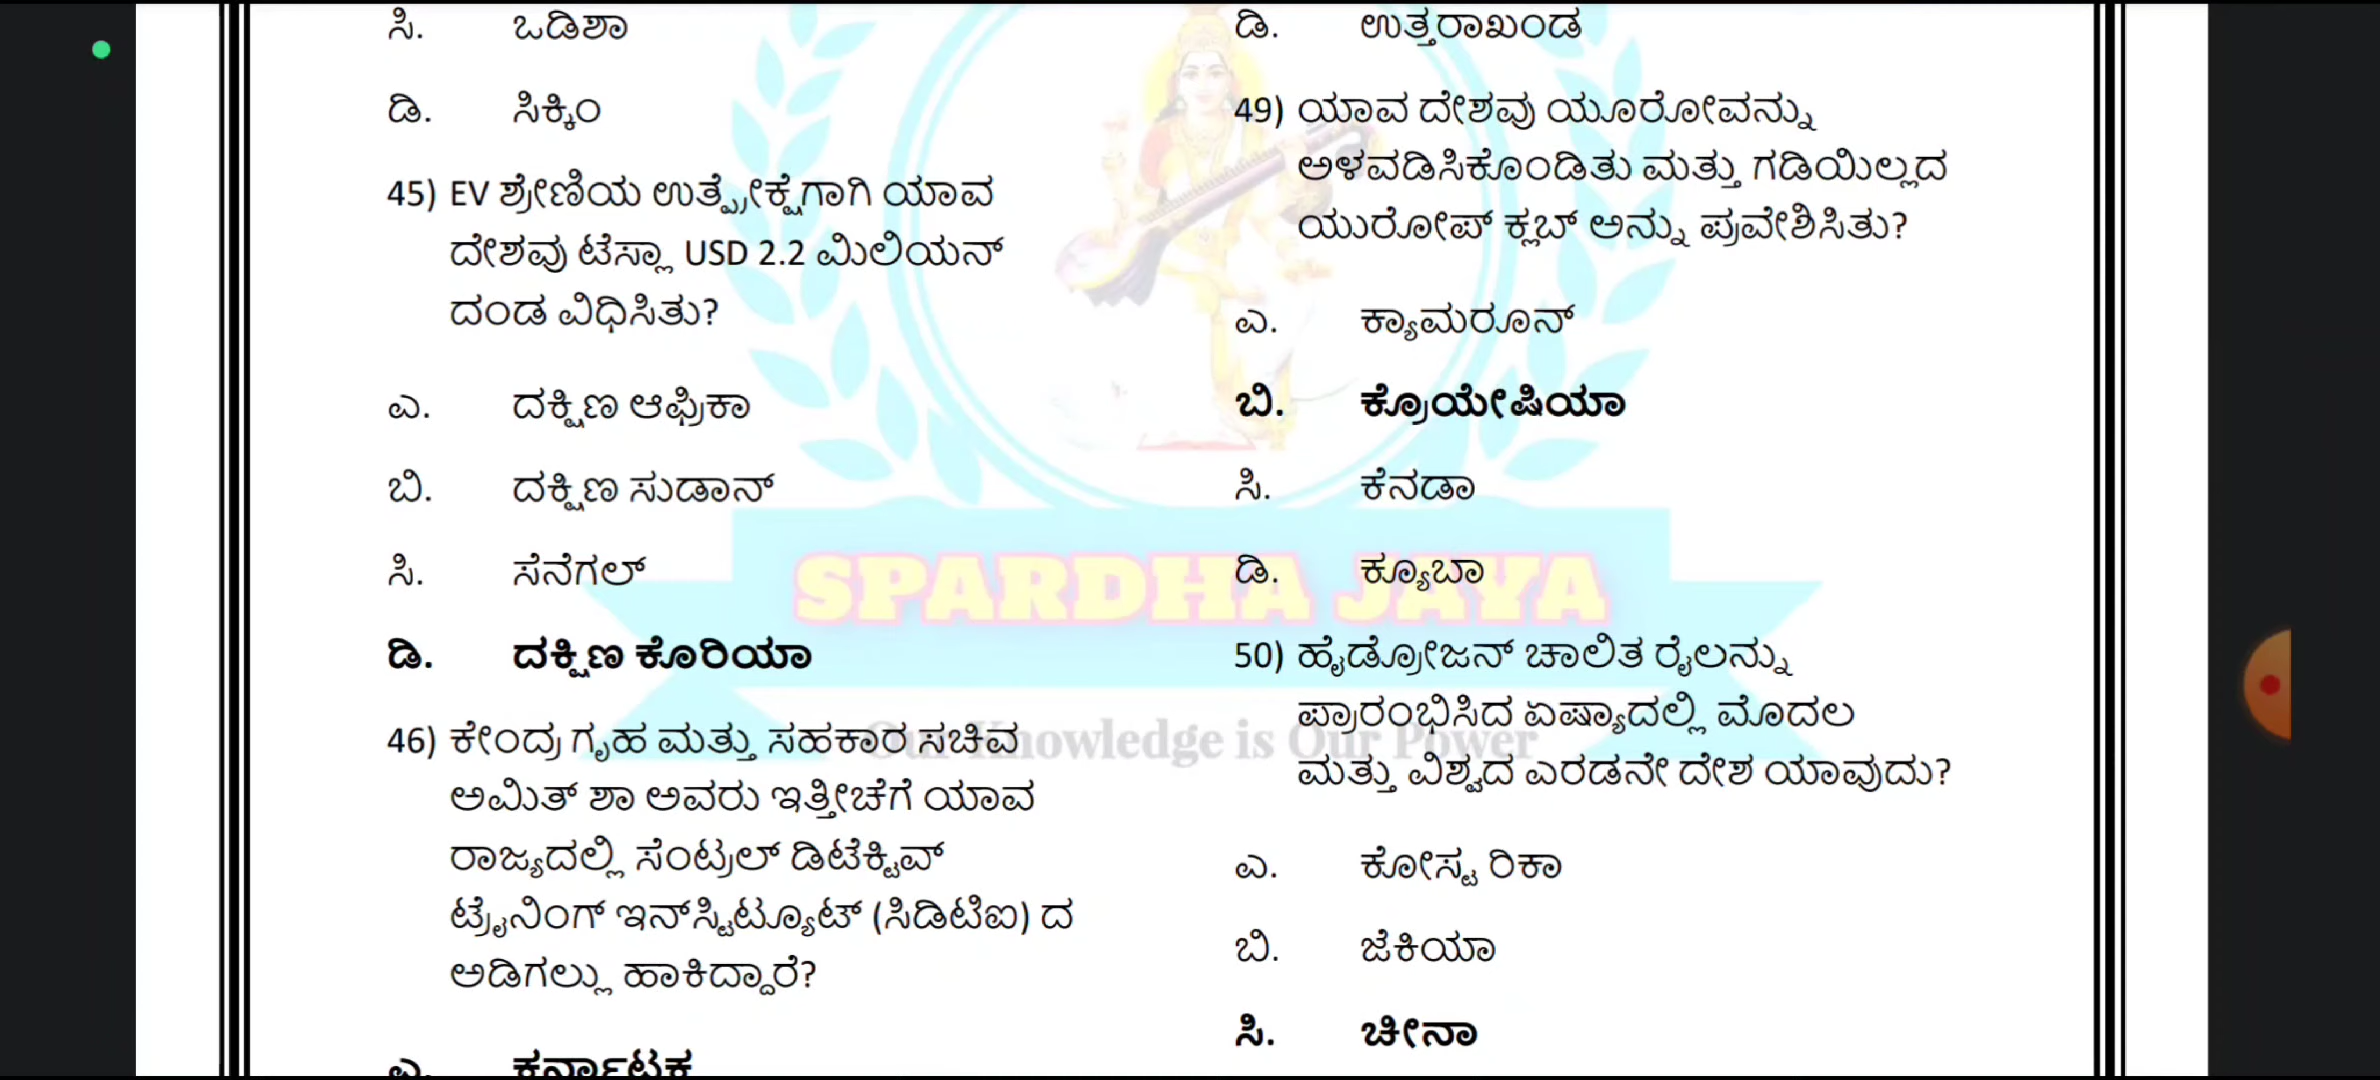 ಸಿ. ಒಡಿಶಾ
ಡಿ. ಸಿಕ್ಕಿಂ
45) EV ಶ್ರೇಣಿಯ ಉತ್ಪ್ರೇಕ್ಷೆಗಾಗಿ ಯಾವ
ದೇಶವು ಟೆಸ್ಲಾ USD 2.2 ಮಿಲಿಯನ್
ದಂಡ ವಿಧಿಸಿತು?
ಎ. ದಕ್ಷಿಣ ಆಫ್ರಿಕಾ
ಬಿ. ದಕ್ಷಿಣ ಸುಡಾನ್
ಸಿ. ಸೆನೆಗಲ್
ಡಿ. ದಕ್ಷಿಣ ಕೊರಿಯಾ
46) ಕೇಂದ್ರ ಗೃಹ ಮತ್ತು ಸಹಕಾರ ಸಚಿವ
ಅಮಿತ್ ಶಾ ಅವರು ಇತ್ತೀಚೆಗೆ ಯಾವ
ರಾಜ್ಯದಲ್ಲಿ ಸೆಂಟ್ರಲ್ ಡಿಟೆಕ್ಟಿವ್
ಟ್ರೈನಿಂಗ್ ಇನ್‌ಸ್ಟಿಟ್ಯೂಟ್ (ಸಿಡಿಟಿಐ) ದ
ಅಡಿಗಲ್ಲು ಹಾಕಿದ್ದಾರೆ?
ಎ. ಕರ್ನಾಟಕ
ಡಿ. ಉತ್ತರಾಖಂಡ
49) ಯಾವ ದೇಶವು ಯೂರೋವನ್ನು
ಅಳವಡಿಸಿಕೊಂಡಿತು ಮತ್ತು ಗಡಿಯಿಲ್ಲದ
ಯುರೋಪ್ ಕ್ಲಬ್ ಅನ್ನು ಪ್ರವೇಶಿಸಿತು?
ಎ. ಕ್ಯಾಮರೂನ್
ಬಿ. ಕ್ರೊಯೇಷಿಯಾ
ಸಿ. ಕೆನಡಾ
ಡಿ. ಕ್ಯೂಬಾ
50) ಹೈಡ್ರೋಜನ್ ಚಾಲಿತ ರೈಲನ್ನು
ಪ್ರಾರಂಭಿಸಿದ ಏಷ್ಯಾದಲ್ಲಿ ಮೊದಲ
ಮತ್ತು ವಿಶ್ವದ ಎರಡನೇ ದೇಶ ಯಾವುದು?
ಎ. ಕೋಸ್ಟ ರಿಕಾ
ಬಿ. ಜೆಕಿಯಾ
ಸಿ. ಚೀನಾ
SPARDHA JAYA
Our Knowledge is Our Power